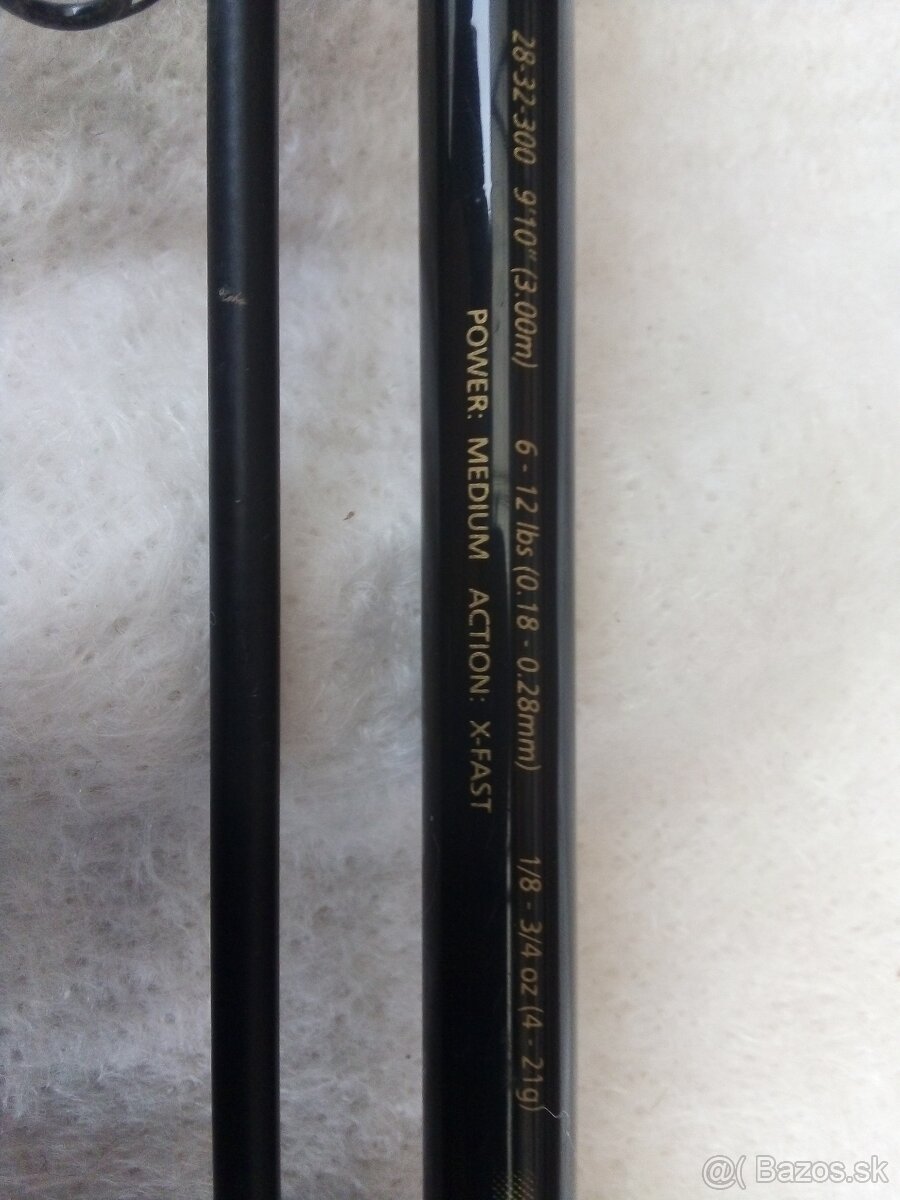 28-32-300 9'10" (3.00m) 6 - 12 lbs (0.18 - 0.28mm) 1/8 - 3/4 oz (4 - 21g)
POWER: MEDIUM ACTION: X-FAST
@( Bazos.sk